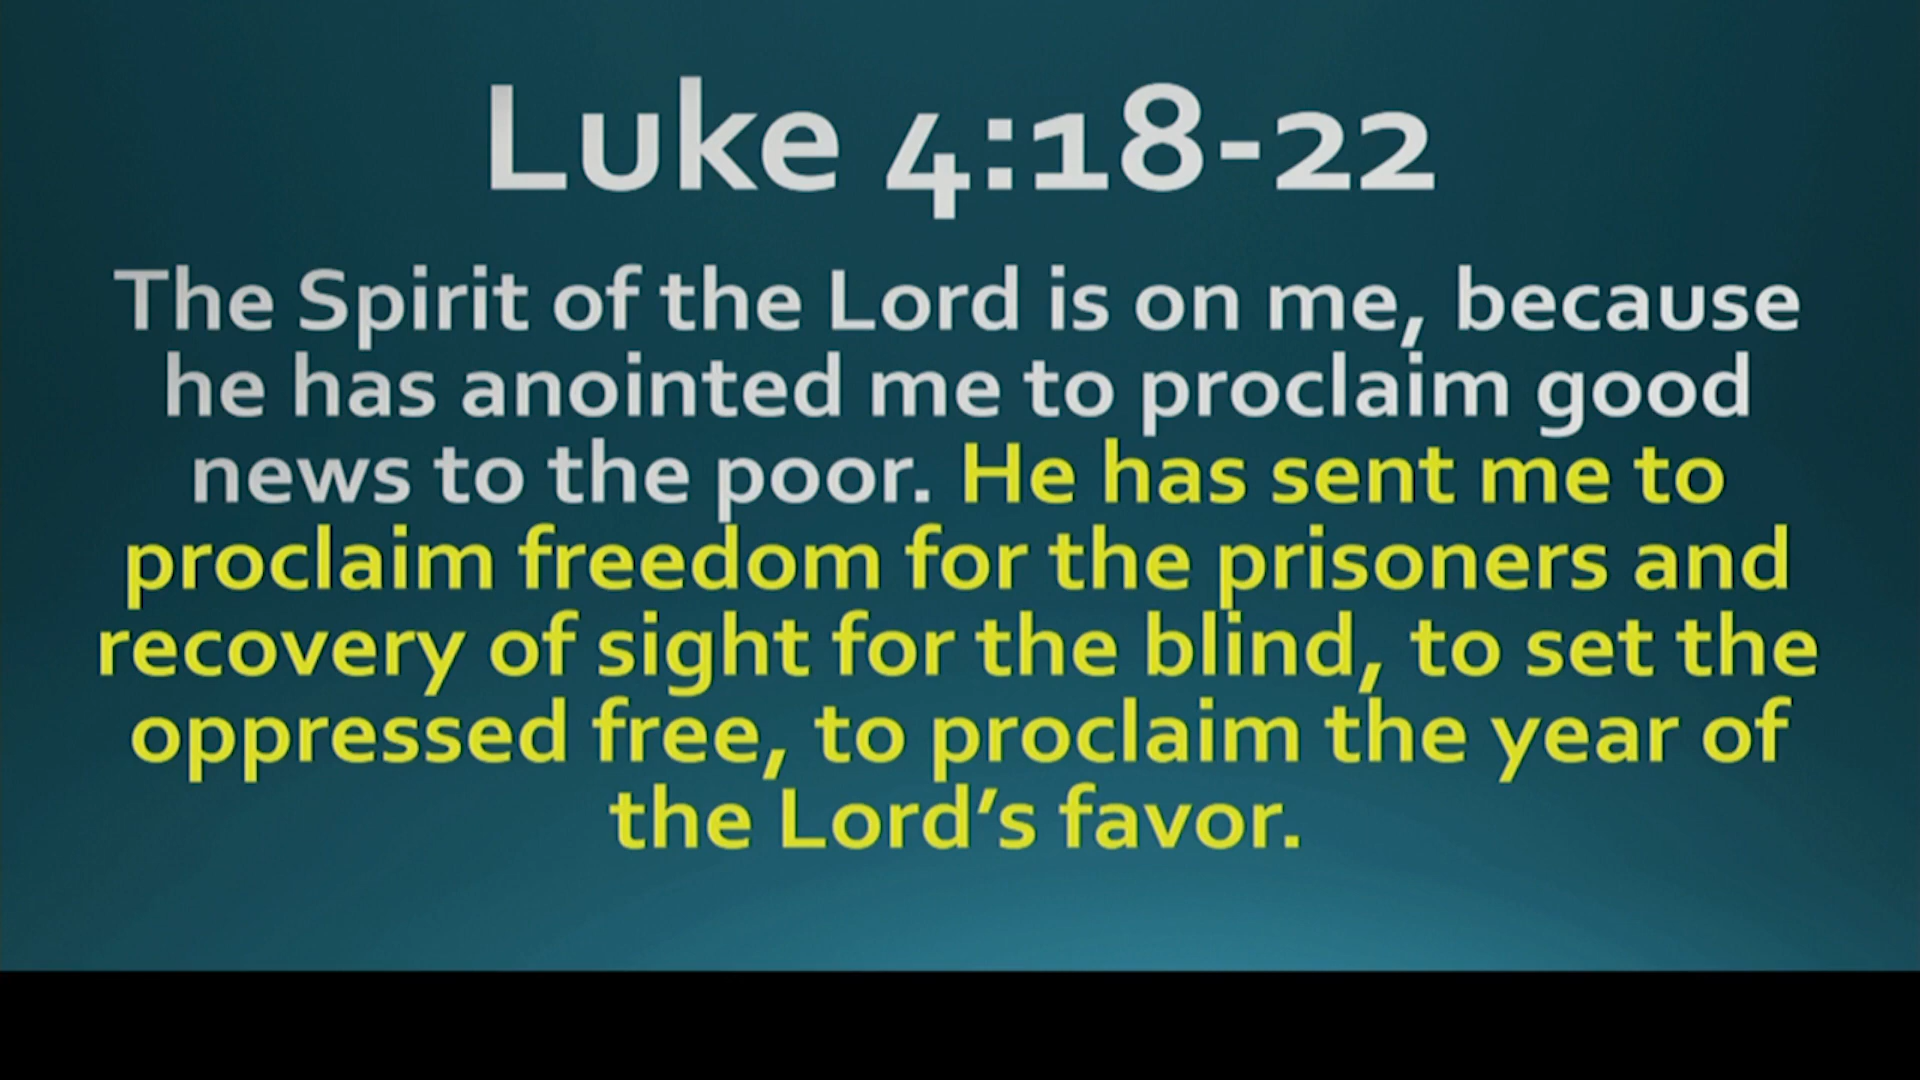 Luke 4:18-22
The Spirit of the Lord is on me, because
he has anointed me to proclaim good
news to the poor. He has sent me to
proclaim freedom for the prisoners and
recovery of sight for the blind, to set the
oppressed free, to proclaim the year of
the Lord’s favor.